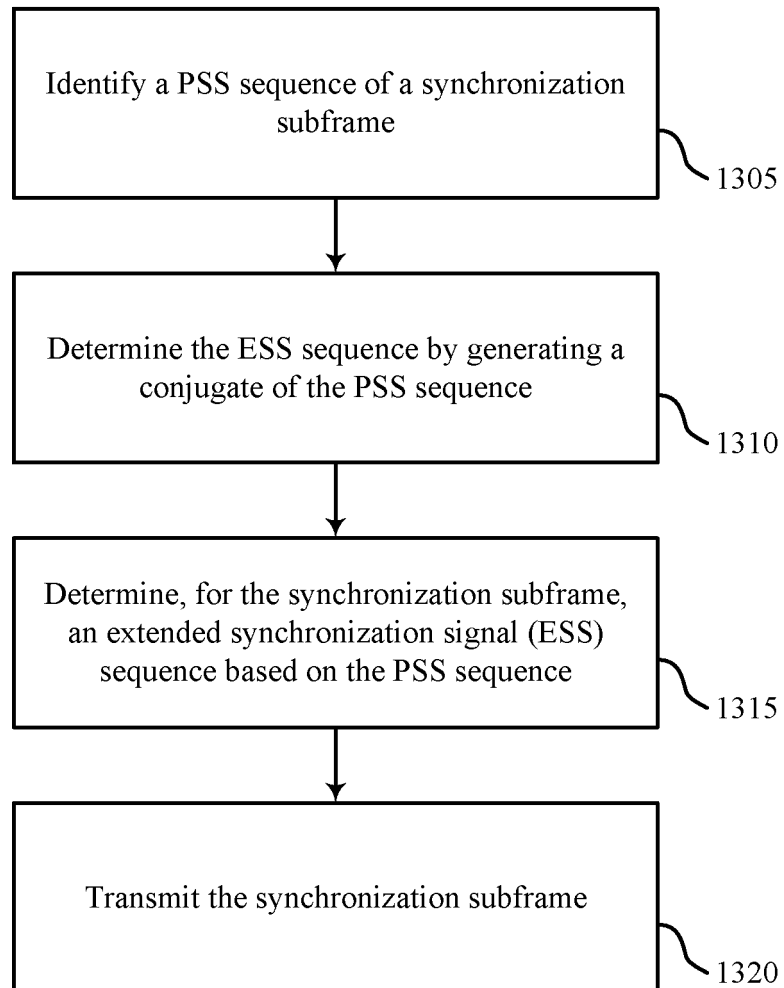 Identify a PSS sequence of a synchronization
subframe
1305
Determine the ESS sequence by generating a
conjugate of the PSS sequence
1310
Determine, for the synchronization subframe,
an extended synchronization signal (ESS)
sequence based on the PSS sequence
1315
Transmit the synchronization subframe
1320